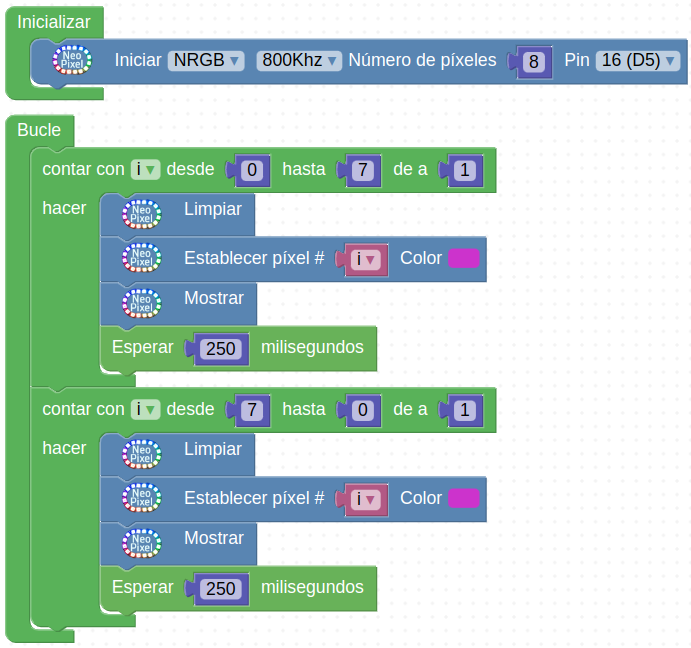 Inicializar
Neo Pixel Iniciar NRGB 800Khz Número de píxeles 8 Pin 16 (D5)
Bucle
contar con i desde 0 hasta 7 de a 1
hacer Neo Pixel Limpiar
Neo Pixel Establecer píxel # i Color
Neo Pixel Mostrar
Esperar 250 milisegundos
contar con i desde 7 hasta 0 de a 1
hacer Neo Pixel Limpiar
Neo Pixel Establecer píxel # i Color
Neo Pixel Mostrar
Esperar 250 milisegundos